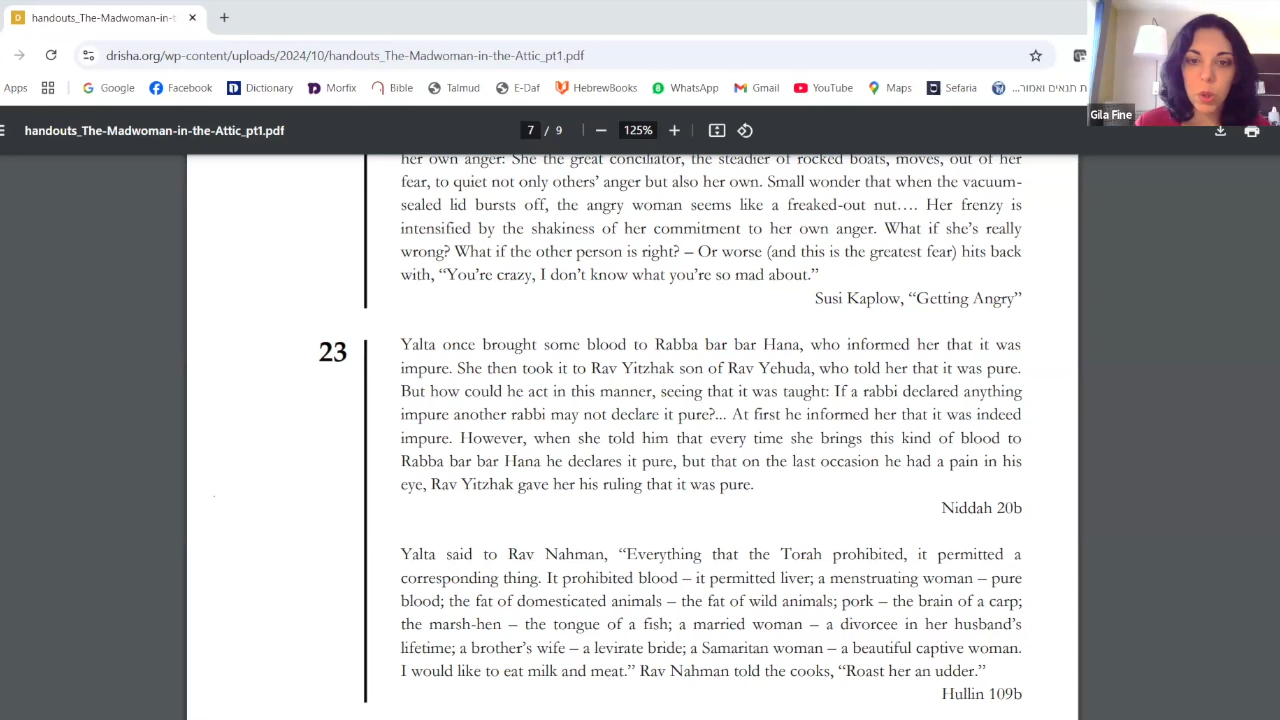 handouts_The-Madwoman-in-t
drisha.org/wp-content/uploads/2024/10/handouts_The-Madwoman-in-the-Attic_pt1.pdf
Apps Google Facebook Dictionary Morfix Bible Talmud E-Daf HebrewBooks WhatsApp Gmail YouTube Maps Sefaria ת תנאים ואמור...
Gila Fine
handouts_The-Madwoman-in-the-Attic_pt1.pdf 7 / 9 125%
her own anger: She the great conciliator, the steadier of rocked boats, moves, out of her
fear, to quiet not only others' anger but also her own. Small wonder that when the vacuum-
sealed lid bursts off, the angry woman seems like a freaked-out nut…. Her frenzy is
intensified by the shakiness of her commitment to her own anger. What if she's really
wrong? What if the other person is right? – Or worse (and this is the greatest fear) hits back
with, "You're crazy, I don't know what you're so mad about."
Susi Kaplow, "Getting Angry"
23
Yalta once brought some blood to Rabba bar bar Hana, who informed her that it was
impure. She then took it to Rav Yitzhak son of Rav Yehuda, who told her that it was pure.
But how could he act in this manner, seeing that it was taught: If a rabbi declared anything
impure another rabbi may not declare it pure?... At first he informed her that it was indeed
impure. However, when she told him that every time she brings this kind of blood to
Rabba bar bar Hana he declares it pure, but that on the last occasion he had a pain in his
eye, Rav Yitzhak gave her his ruling that it was pure.
Niddah 20b
Yalta said to Rav Nahman, "Everything that the Torah prohibited, it permitted a
corresponding thing. It prohibited blood – it permitted liver; a menstruating woman – pure
blood; the fat of domesticated animals – the fat of wild animals; pork – the brain of a carp;
the marsh-hen – the tongue of a fish; a married woman – a divorcee in her husband's
lifetime; a brother's wife – a levirate bride; a Samaritan woman – a beautiful captive woman.
I would like to eat milk and meat." Rav Nahman told the cooks, "Roast her an udder."
Hullin 109b